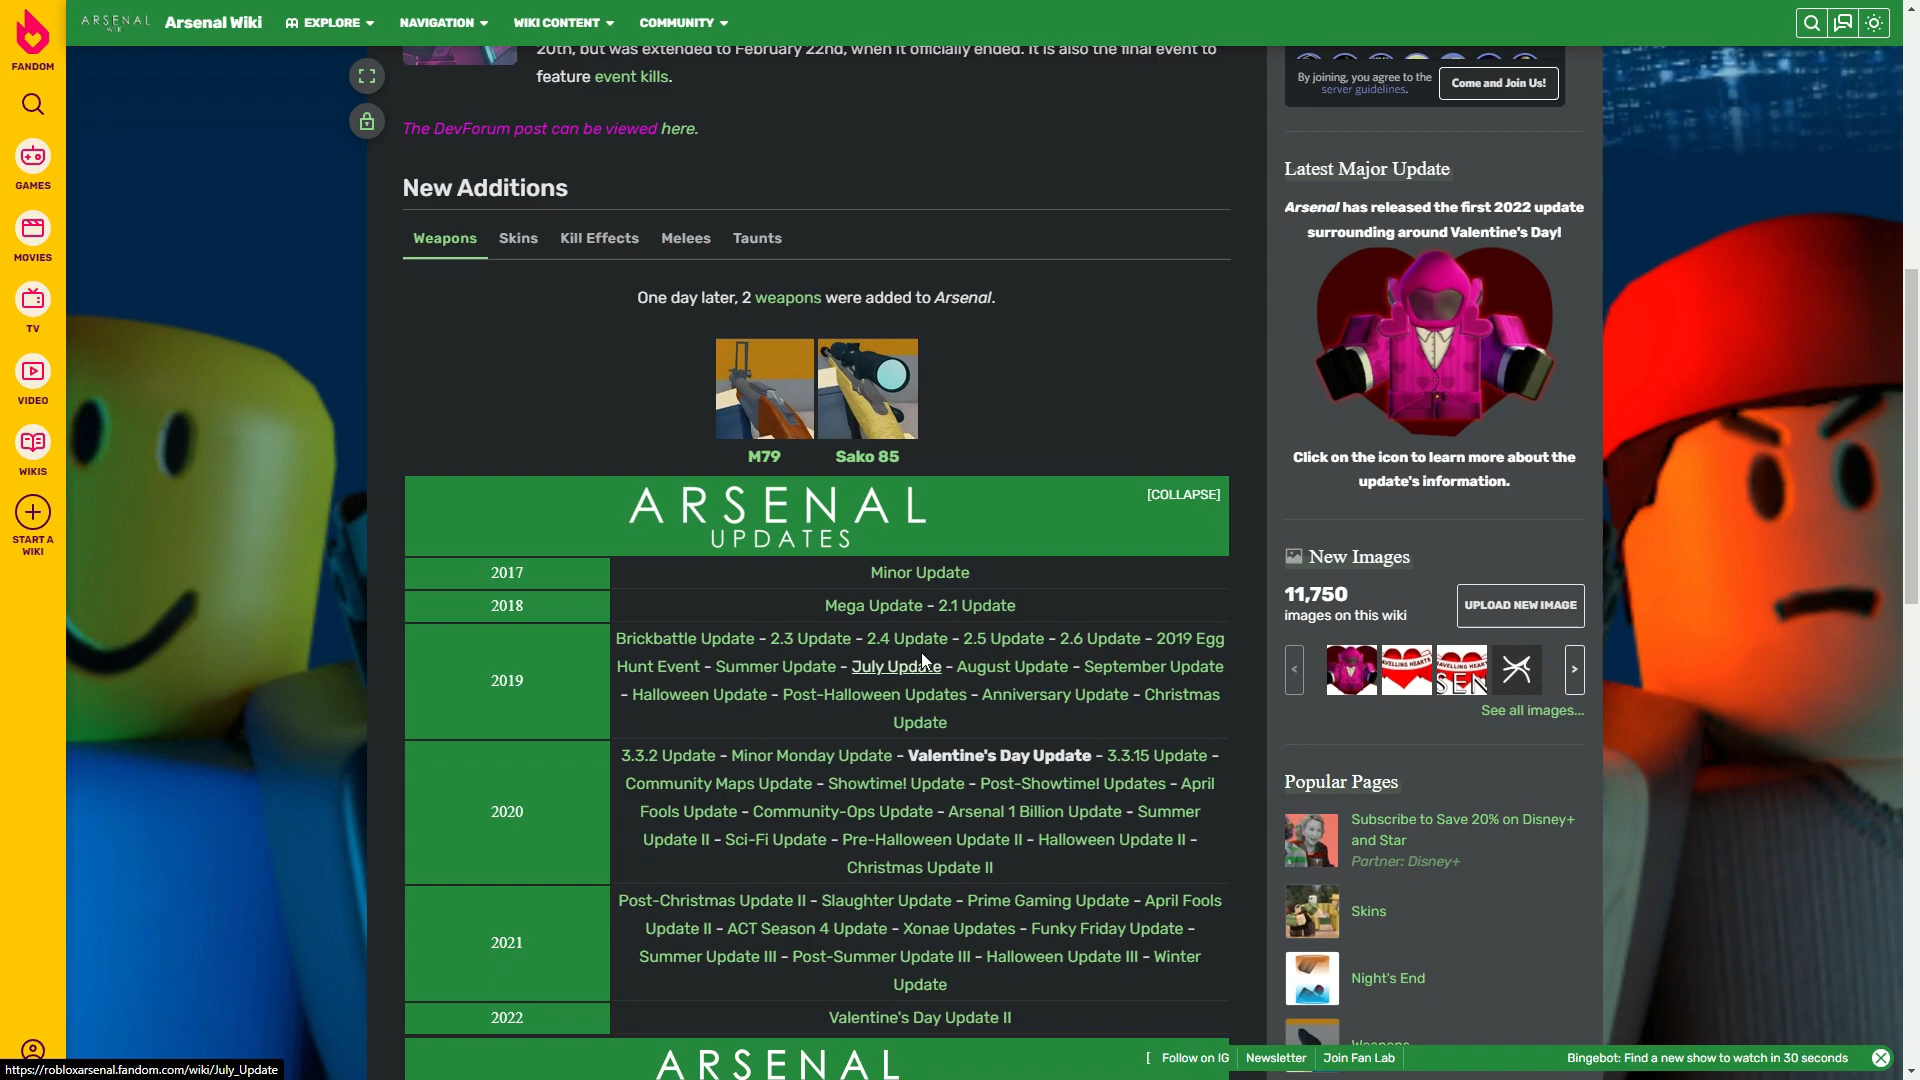 FANDOM
GAMES
MOVIES
TV
VIDEO
WIKIS
START A
WIKI
ARSENAL
Arsenal Wiki
EXPLORE
NAVIGATION
WIKI CONTENT
COMMUNITY
20th, but was extended to February 22nd, when it officially ended. It is also the final event to
feature event kills.
The DevForum post can be viewed here.
New Additions
Weapons Skins Kill Effects Melees Taunts
One day later, 2 weapons were added to Arsenal.
M79 Sako 85
ARSENAL
UPDATES
[COLLAPSE]
2017 Minor Update
2018 Mega Update - 2.1 Update
2019
Brickbattle Update - 2.3 Update - 2.4 Update - 2.5 Update - 2.6 Update - 2019 Egg
Hunt Event - Summer Update - July Update - August Update - September Update
- Halloween Update - Post-Halloween Updates - Anniversary Update - Christmas
Update
2020
3.3.2 Update - Minor Monday Update - Valentine's Day Update - 3.3.15 Update -
Community Maps Update - Showtime! Update - Post-Showtime! Updates - April
Fools Update - Community-Ops Update - Arsenal 1 Billion Update - Summer
Update II - Sci-Fi Update - Pre-Halloween Update II - Halloween Update II -
Christmas Update II
2021
Post-Christmas Update II - Slaughter Update - Prime Gaming Update - April Fools
Update II - ACT Season 4 Update - Xonae Updates - Funky Friday Update -
Summer Update III - Post-Summer Update III - Halloween Update III - Winter
Update
2022 Valentine's Day Update II
ARSENAL
By joining, you agree to the
server guidelines.
Come and Join Us!
Latest Major Update
Arsenal has released the first 2022 update
surrounding around Valentine's Day!
Click on the icon to learn more about the
update's information.
New Images
11,750
images on this wiki
UPLOAD NEW IMAGE
< >
See all images...
Popular Pages
Subscribe to Save 20% on Disney+
and Star
Partner: Disney+
Skins
Night's End
Weapons
[ Follow on IG Newsletter Join Fan Lab
Bingebot: Find a new show to watch in 30 seconds
https://robloxarsenal.fandom.com/wiki/July_Update